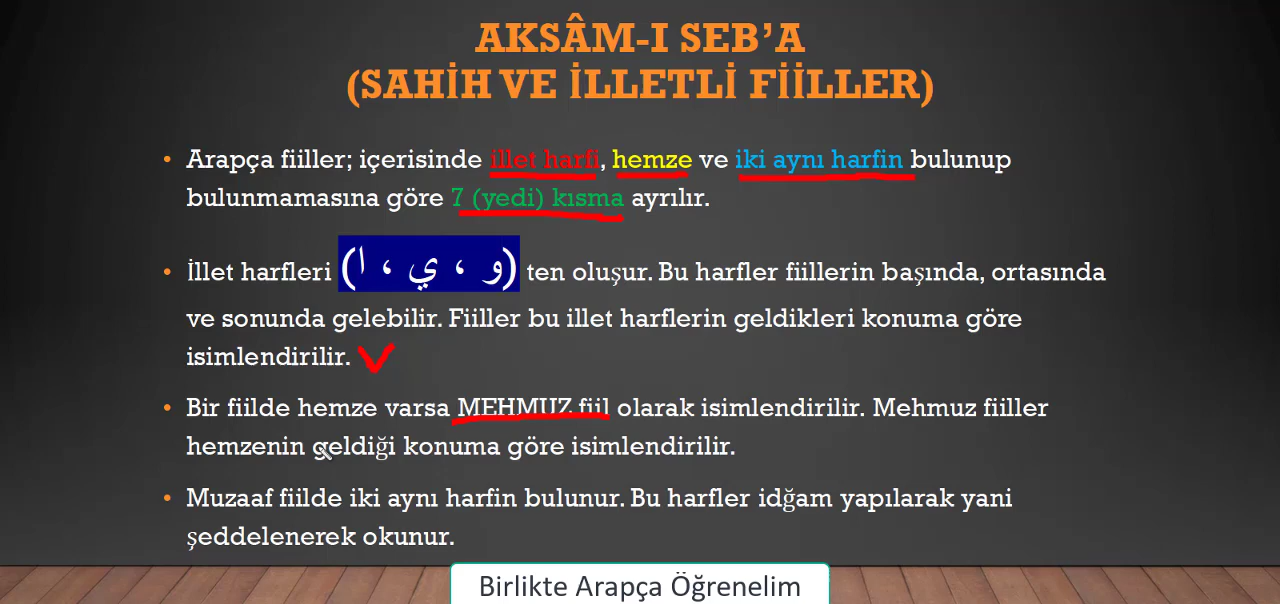 AKSÂM-I SEB’A
(SAHİH VE İLLETLİ FİİLLER)
• Arapça fiiller; içerisinde illet harfi, hemze ve iki aynı harfin bulunup
bulunmamasına göre 7 (yedi) kısma ayrılır.
• İllet harfleri (و ، ي ، ا) ten oluşur. Bu harfler fiillerin başında, ortasında
ve sonunda gelebilir. Fiiller bu illet harflerin geldikleri konuma göre
isimlendirilir.
• Bir fiilde hemze varsa MEHMUZ fiil olarak isimlendirilir. Mehmuz fiiller
hemzenin geldiği konuma göre isimlendirilir.
• Muzaaf fiilde iki aynı harfin bulunur. Bu harfler idğam yapılarak yani
şeddelenerek okunur.
Birlikte Arapça Öğrenelim